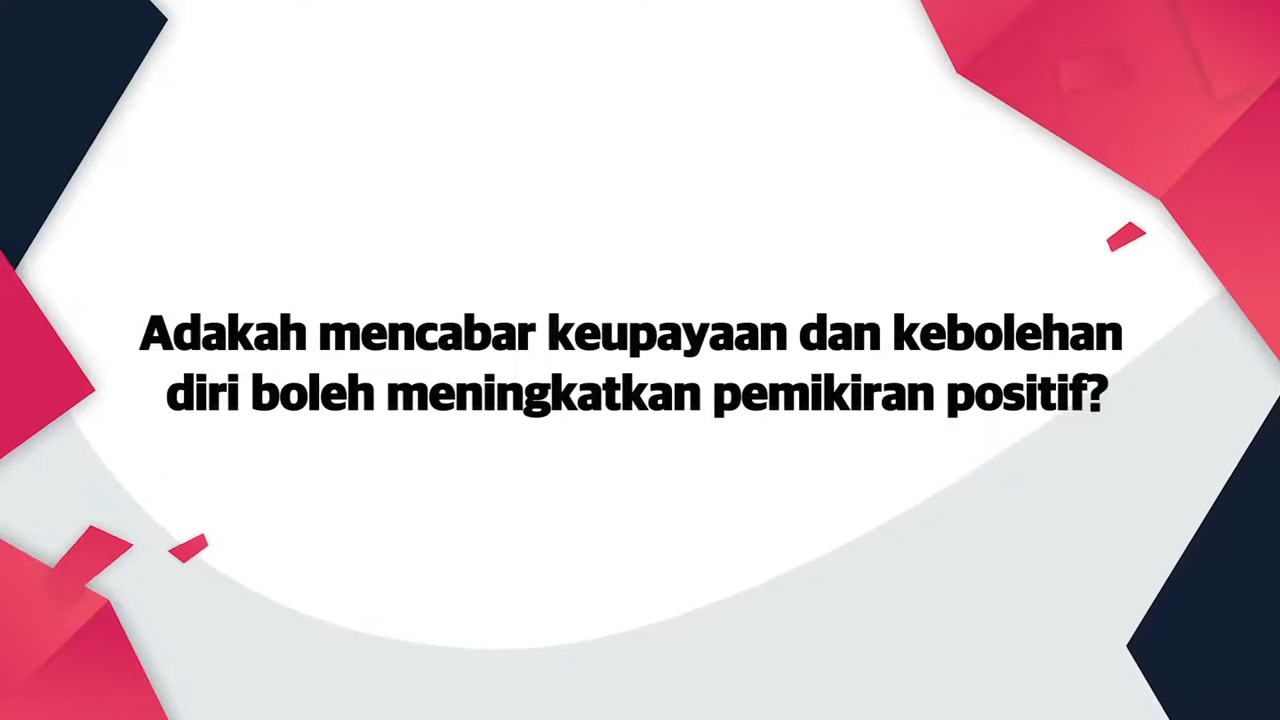 Adakah mencabar keupayaan dan kebolehan
diri boleh meningkatkan pemikiran positif?